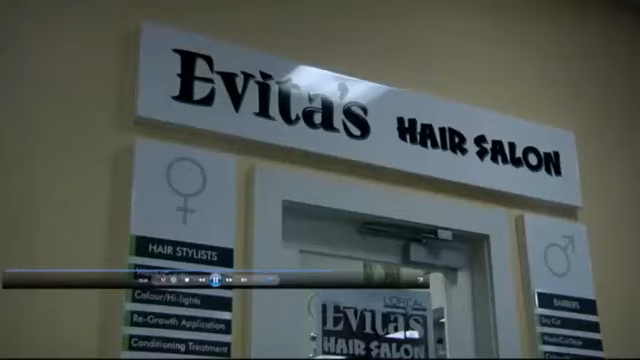 Evita's HAIR SALON
HAIR STYLISTS
Colour/Hi-lights
Re-Growth Application
Conditioning Treatment
BARBERS
Dry Cut
L'ORÉAL
Evita's
HAIR SALON